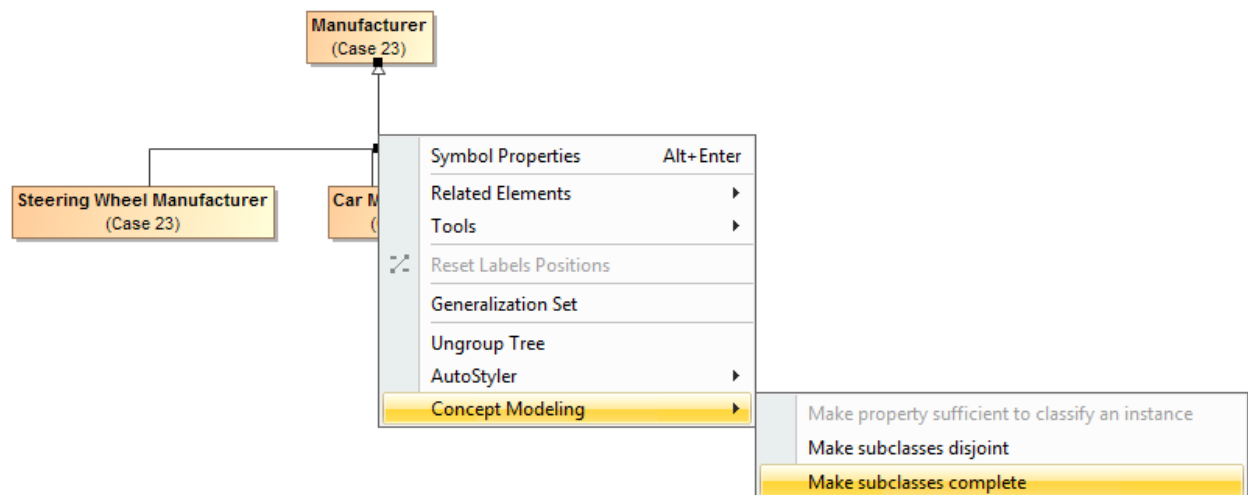 Manufacturer
(Case 23)
Steering Wheel Manufacturer
(Case 23)
Car
Symbol Properties Alt+Enter
Related Elements
Tools
Reset Labels Positions
Generalization Set
Ungroup Tree
AutoStyler
Concept Modeling
Make property sufficient to classify an instance
Make subclasses disjoint
Make subclasses complete